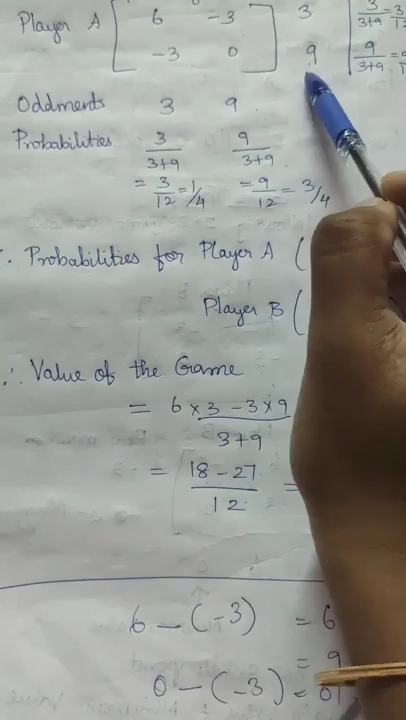 Player A 6 -3 3 3/3+9 = 3/
-3 0 9 9/3+9 =
Oddments 3 9
Probabilities 3/3+9 9/3+9
= 3/12 = 1/4 = 9/12 = 3/4
∴ Probabilities for Player A (
Player B (
∴ Value of the Game
= 6 × 3 - 3 × 9
3+9
= 18 - 27
12 =
6 — (-3) = 6
= 9
0 — (-3) = 0